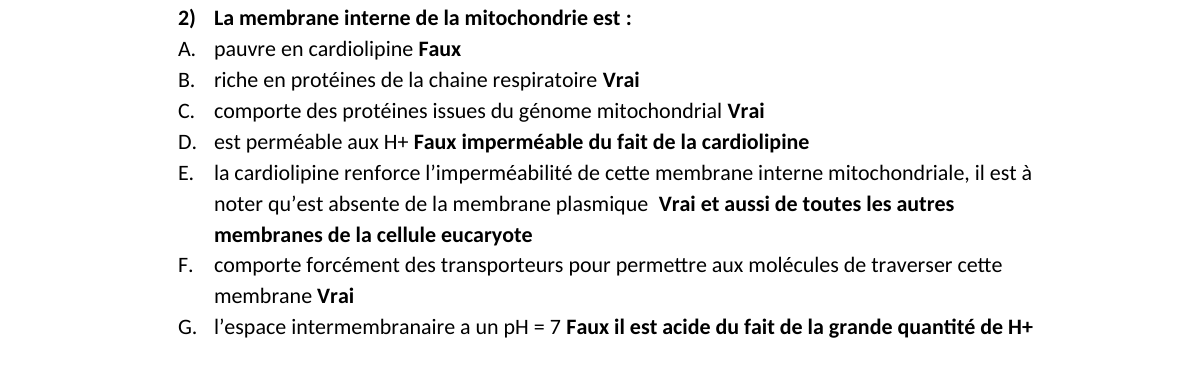 2) La membrane interne de la mitochondrie est :
A. pauvre en cardiolipine Faux
B. riche en protéines de la chaine respiratoire Vrai
C. comporte des protéines issues du génome mitochondrial Vrai
D. est perméable aux H+ Faux imperméable du fait de la cardiolipine
E. la cardiolipine renforce l’imperméabilité de cette membrane interne mitochondriale, il est à
noter qu’est absente de la membrane plasmique Vrai et aussi de toutes les autres
membranes de la cellule eucaryote
F. comporte forcément des transporteurs pour permettre aux molécules de traverser cette
membrane Vrai
G. l’espace intermembranaire a un pH = 7 Faux il est acide du fait de la grande quantité de H+